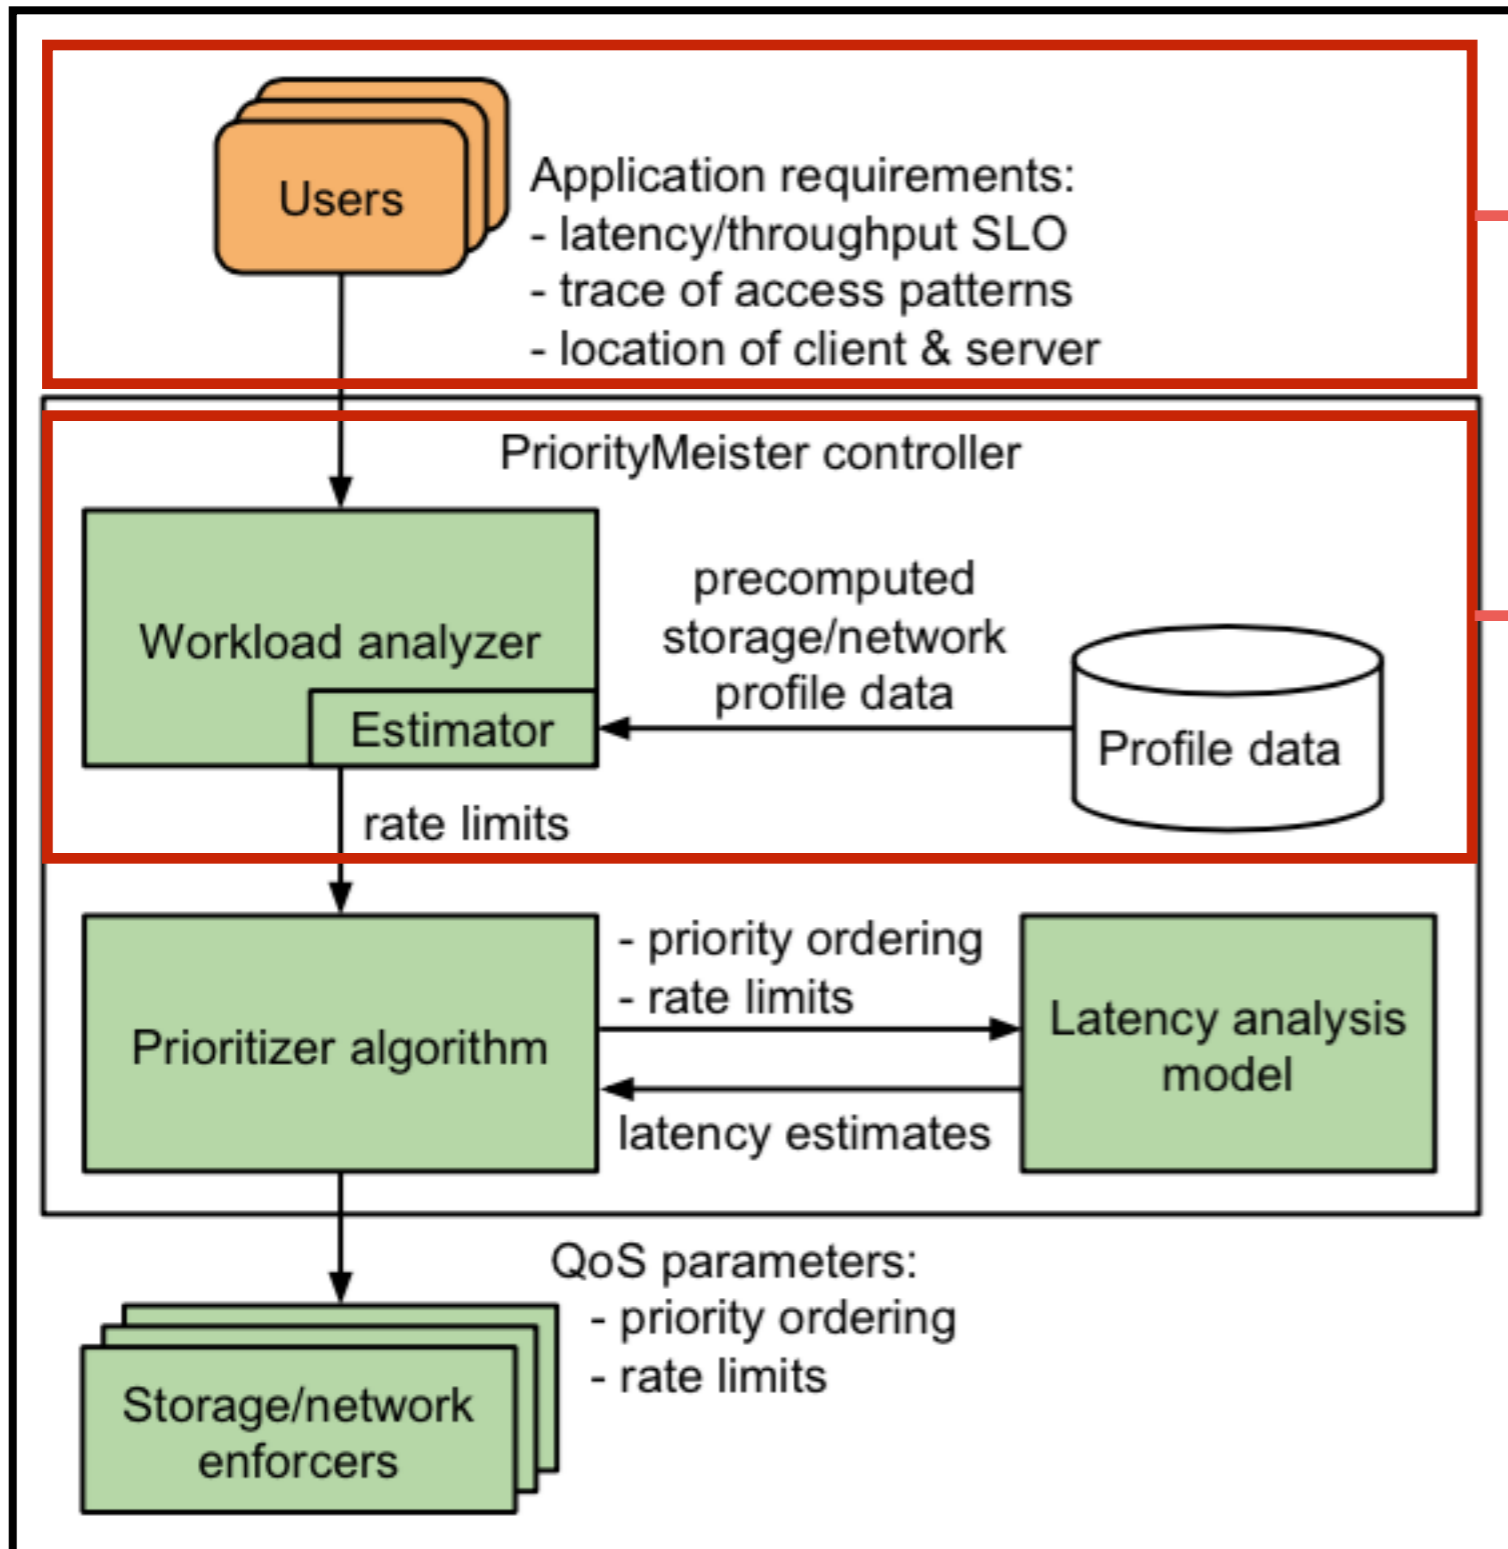 Users
Application requirements:
- latency/throughput SLO
- trace of access patterns
- location of client & server
PriorityMeister controller
Workload analyzer
Estimator
precomputed
storage/network
profile data
Profile data
rate limits
Prioritizer algorithm
- priority ordering
- rate limits
latency estimates
Latency analysis
model
QoS parameters:
- priority ordering
- rate limits
Storage/network
enforcers